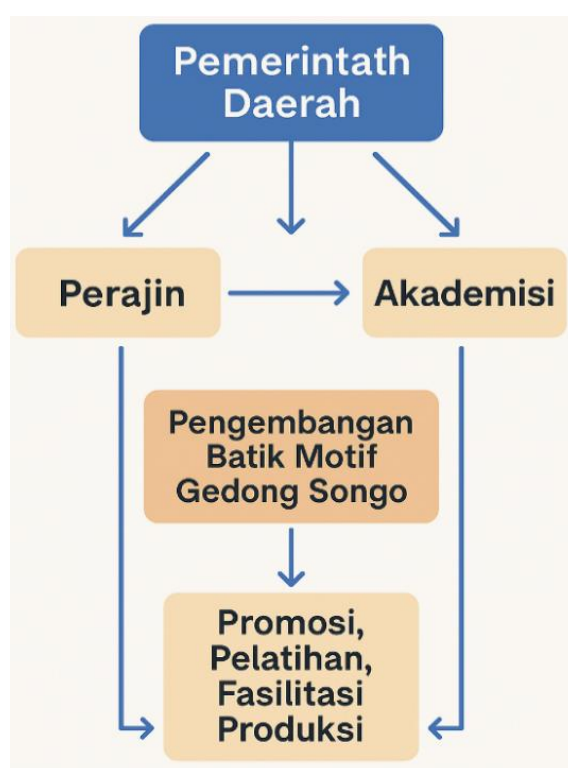 Pemerintath
Daerah
Perajin
Akademisi
Pengembangan
Batik Motif
Gedong Songo
Promosi,
Pelatihan,
Fasilitasi
Produksi